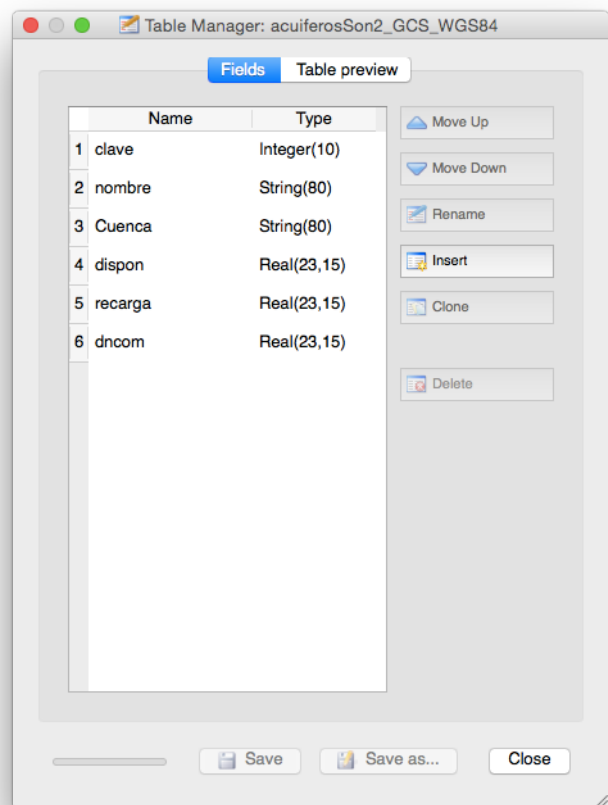 Table Manager: acuiferosSon2_GCS_WGS84
Fields Table preview
Name Type
1 clave Integer(10)
2 nombre String(80)
3 Cuenca String(80)
4 dispon Real(23,15)
5 recarga Real(23,15)
6 dncom Real(23,15)
Move Up
Move Down
Rename
Insert
Clone
Delete
Save Save as... Close